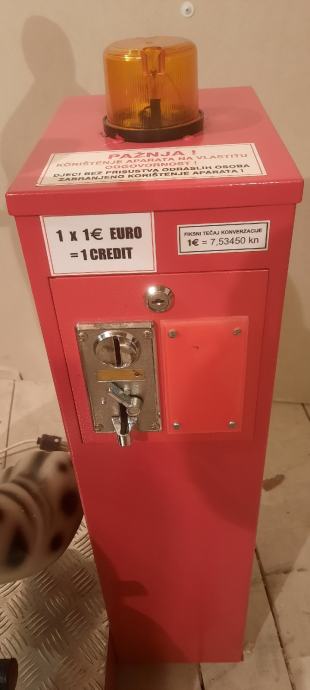 PAŽNJA !
KORIŠTENJE APARATA NA VLASTITU
ODGOVORNOST !
DJECI BEZ PRISUSTVA ODRASLIH OSOBA
ZABRANJENO KORIŠTENJE APARATA !
1 x 1€ EURO
= 1 CREDIT
FIKSNI TEČAJ KONVERZACIJE
1€ = 7,53450 kn